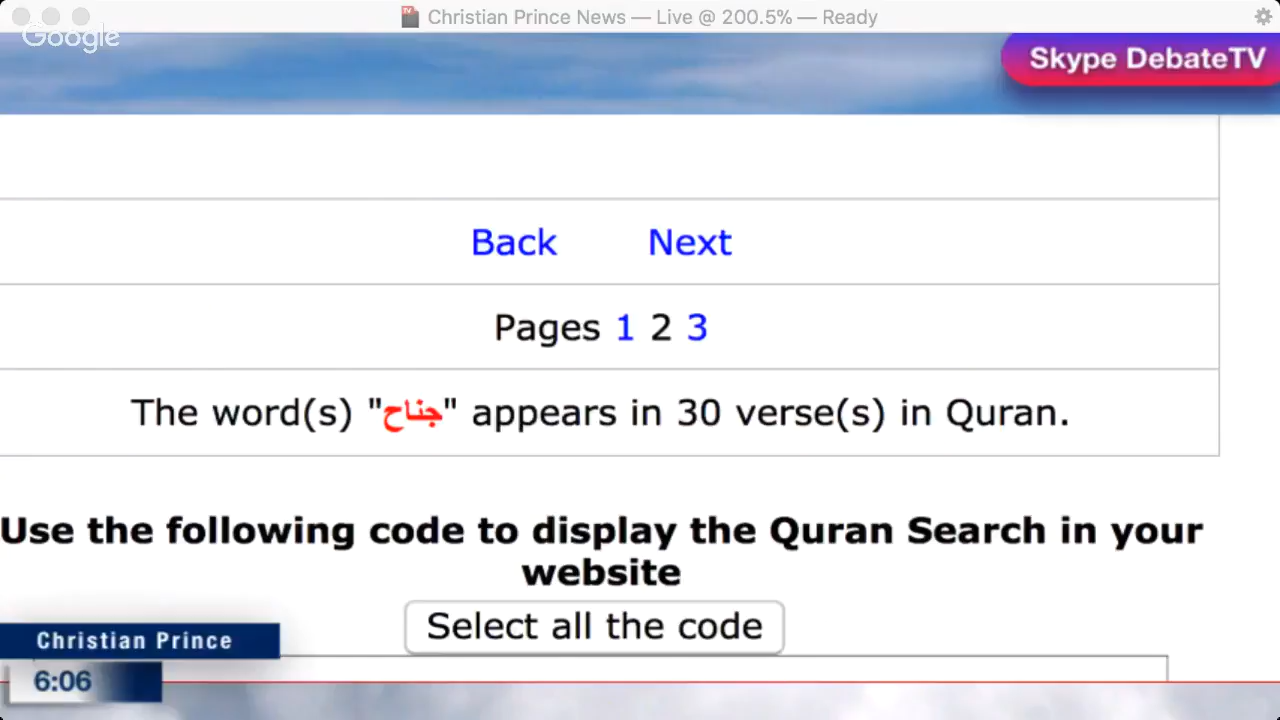 Christian Prince News — Live @ 200.5% — Ready
Google
Skype DebateTV
Back Next
Pages 1 2 3
The word(s) "جناح" appears in 30 verse(s) in Quran.
Use the following code to display the Quran Search in your
website
Select all the code
Christian Prince
6:06